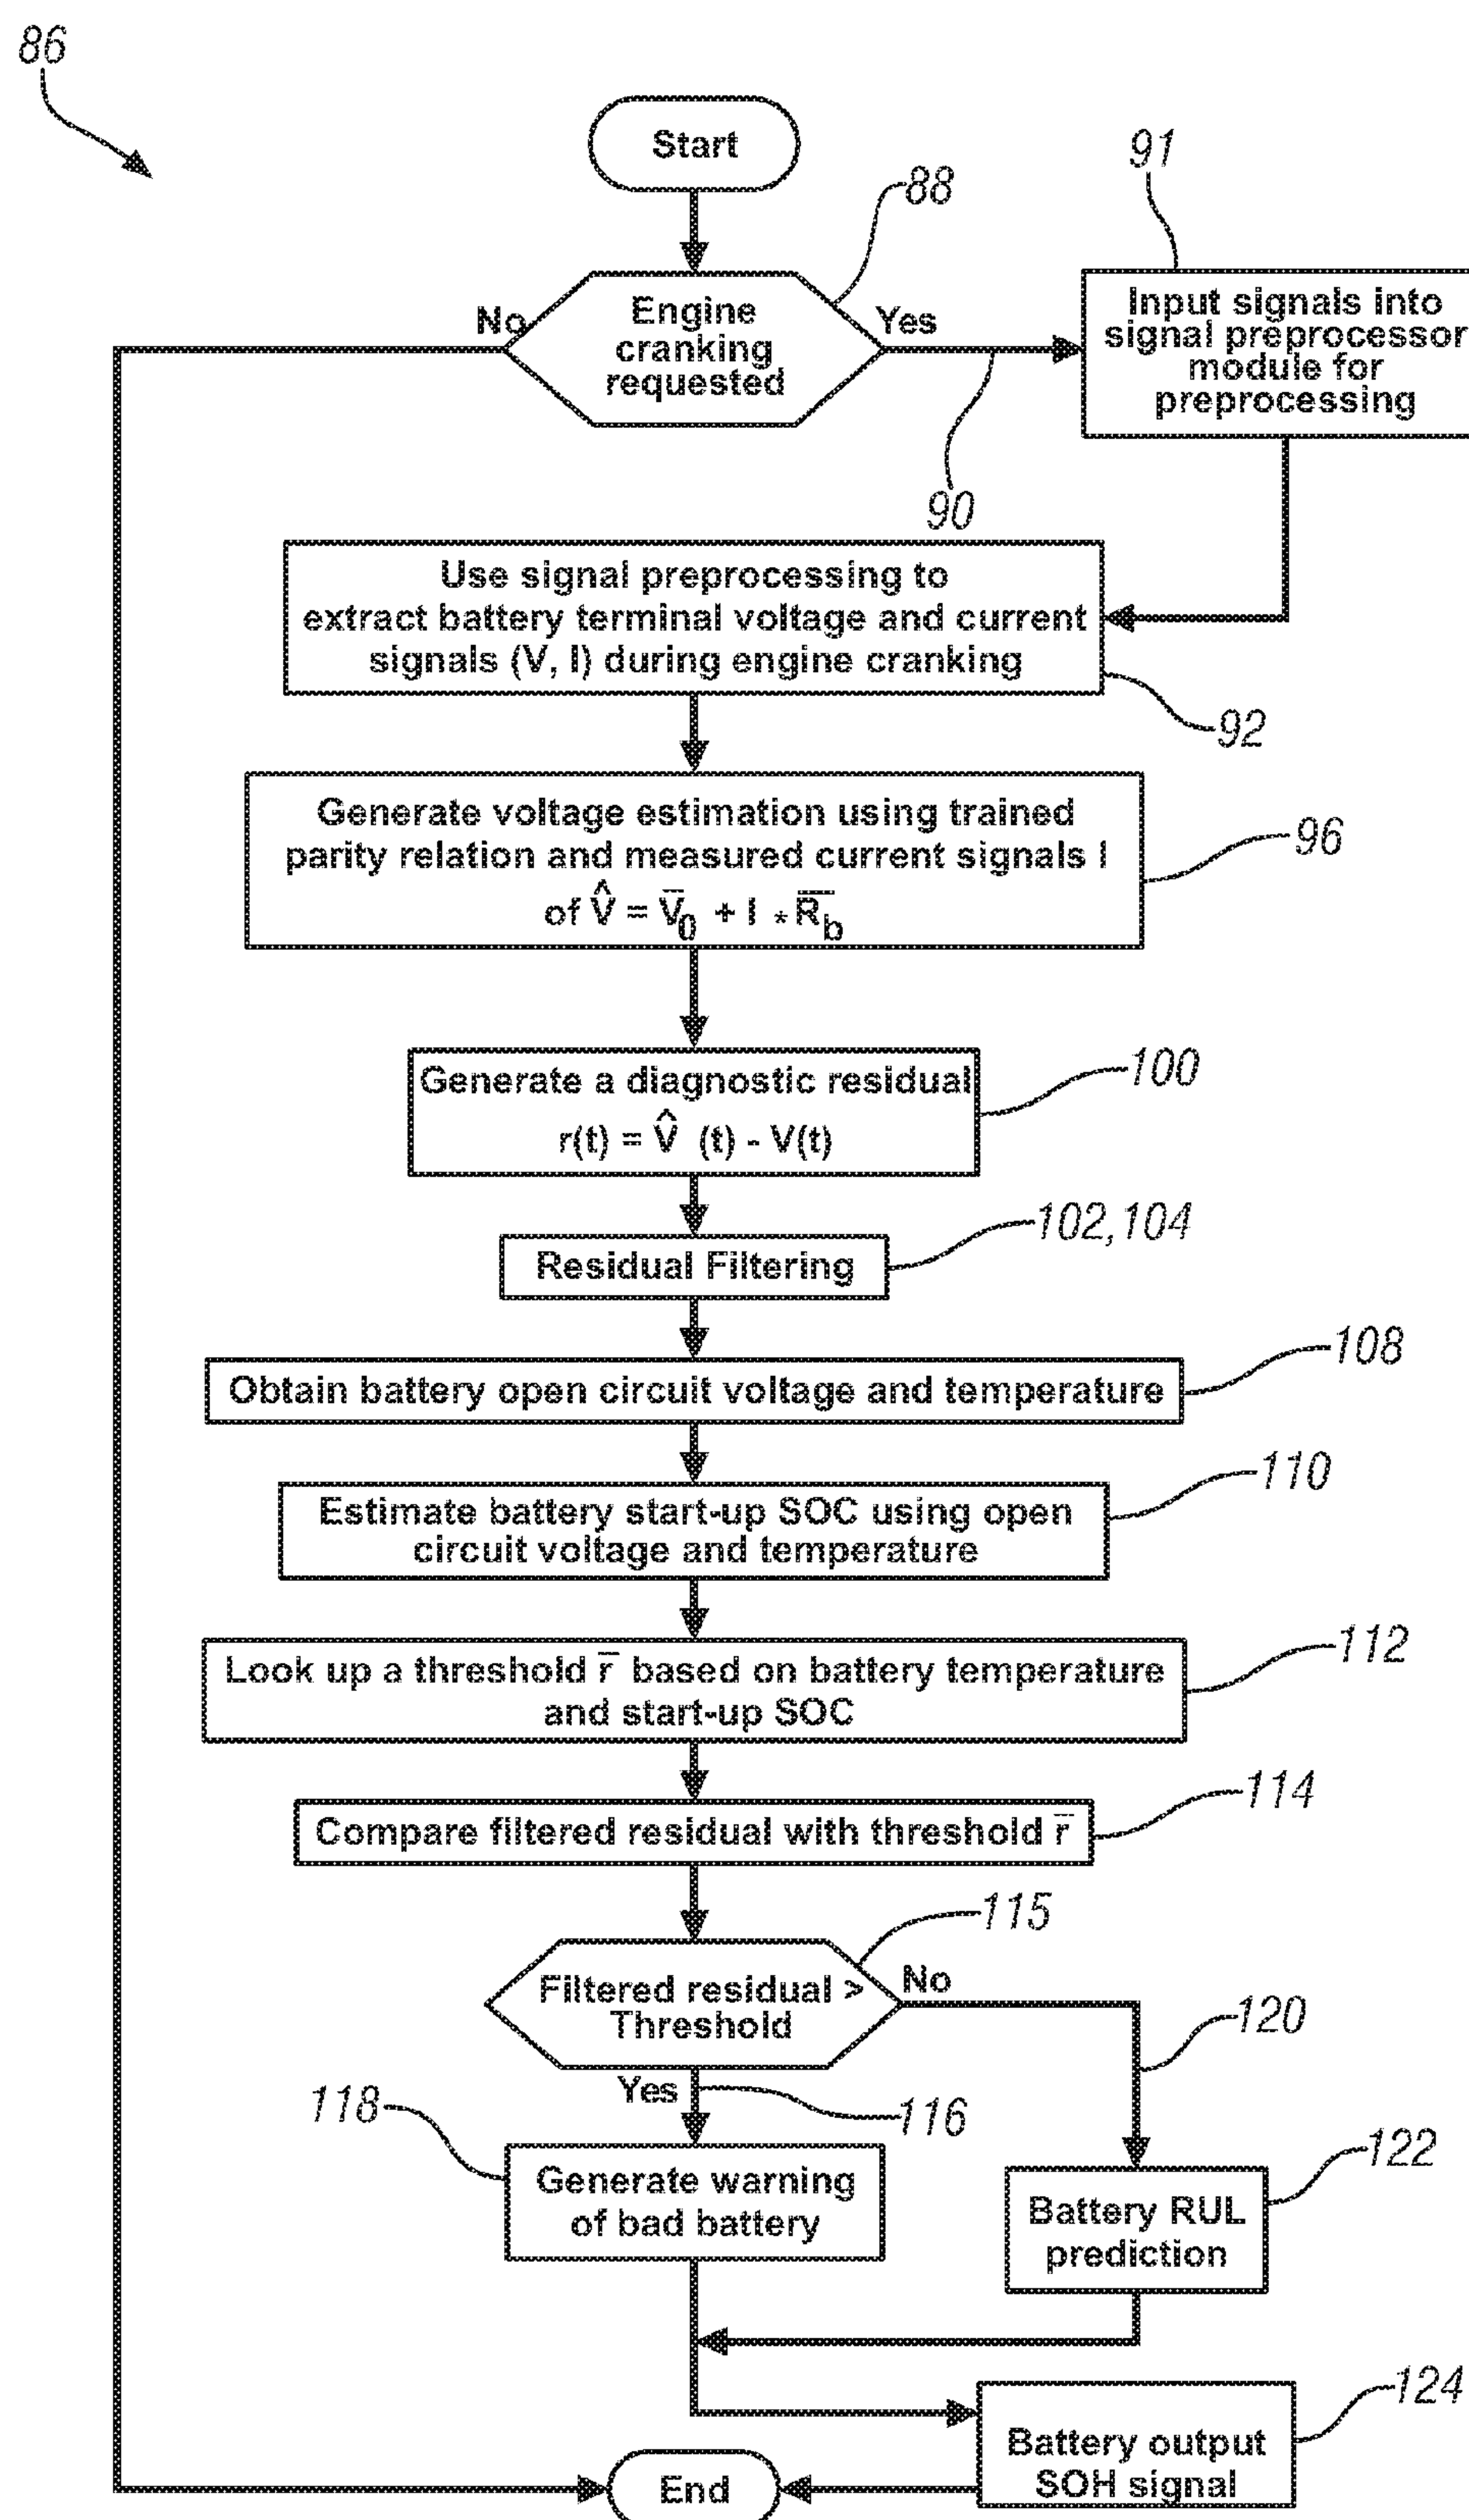 86
Start
88
91
No
Engine
cranking
requested
Yes
Input signals into
signal preprocessor
module for
preprocessing
90
Use signal preprocessing to
extract battery terminal voltage and current
signals (V, I) during engine cranking
92
Generate voltage estimation using trained
parity relation and measured current signals I
of V̂ = V̄₀ + I * R̄_b
96
Generate a diagnostic residual
r(t) = V̂ (t) - V(t)
100
Residual Filtering
102,104
Obtain battery open circuit voltage and temperature
108
Estimate battery start-up SOC using open
circuit voltage and temperature
110
Look up a threshold r̄ based on battery temperature
and start-up SOC
112
Compare filtered residual with threshold r̄
114
115
Filtered residual >
Threshold
No
120
Yes
116
118
Generate warning
of bad battery
122
Battery RUL
prediction
124
Battery output
SOH signal
End